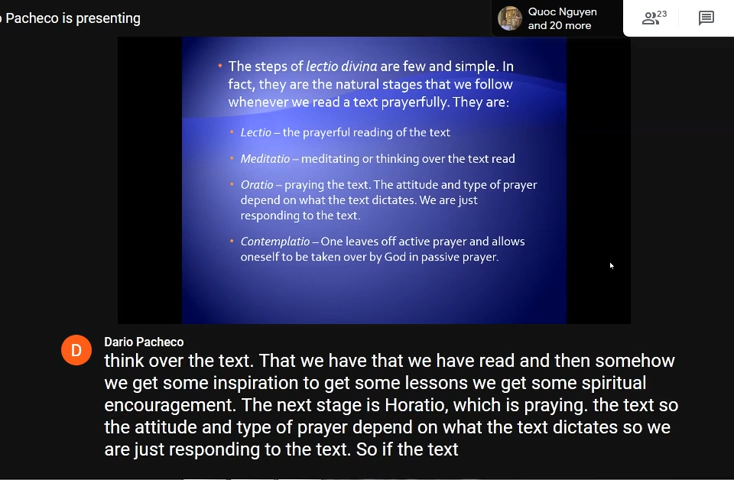 o Pacheco is presenting
Quoc Nguyen
and 20 more
23
• The steps of lectio divina are few and simple. In
fact, they are the natural stages that we follow
whenever we read a text prayerfully. They are:
• Lectio – the prayerful reading of the text
• Meditatio – meditating or thinking over the text read
• Oratio – praying the text. The attitude and type of prayer
depend on what the text dictates. We are just
responding to the text.
• Contemplatio – One leaves off active prayer and allows
oneself to be taken over by God in passive prayer.
D
Dario Pacheco
think over the text. That we have that we have read and then somehow
we get some inspiration to get some lessons we get some spiritual
encouragement. The next stage is Horatio, which is praying. the text so
the attitude and type of prayer depend on what the text dictates so we
are just responding to the text. So if the text